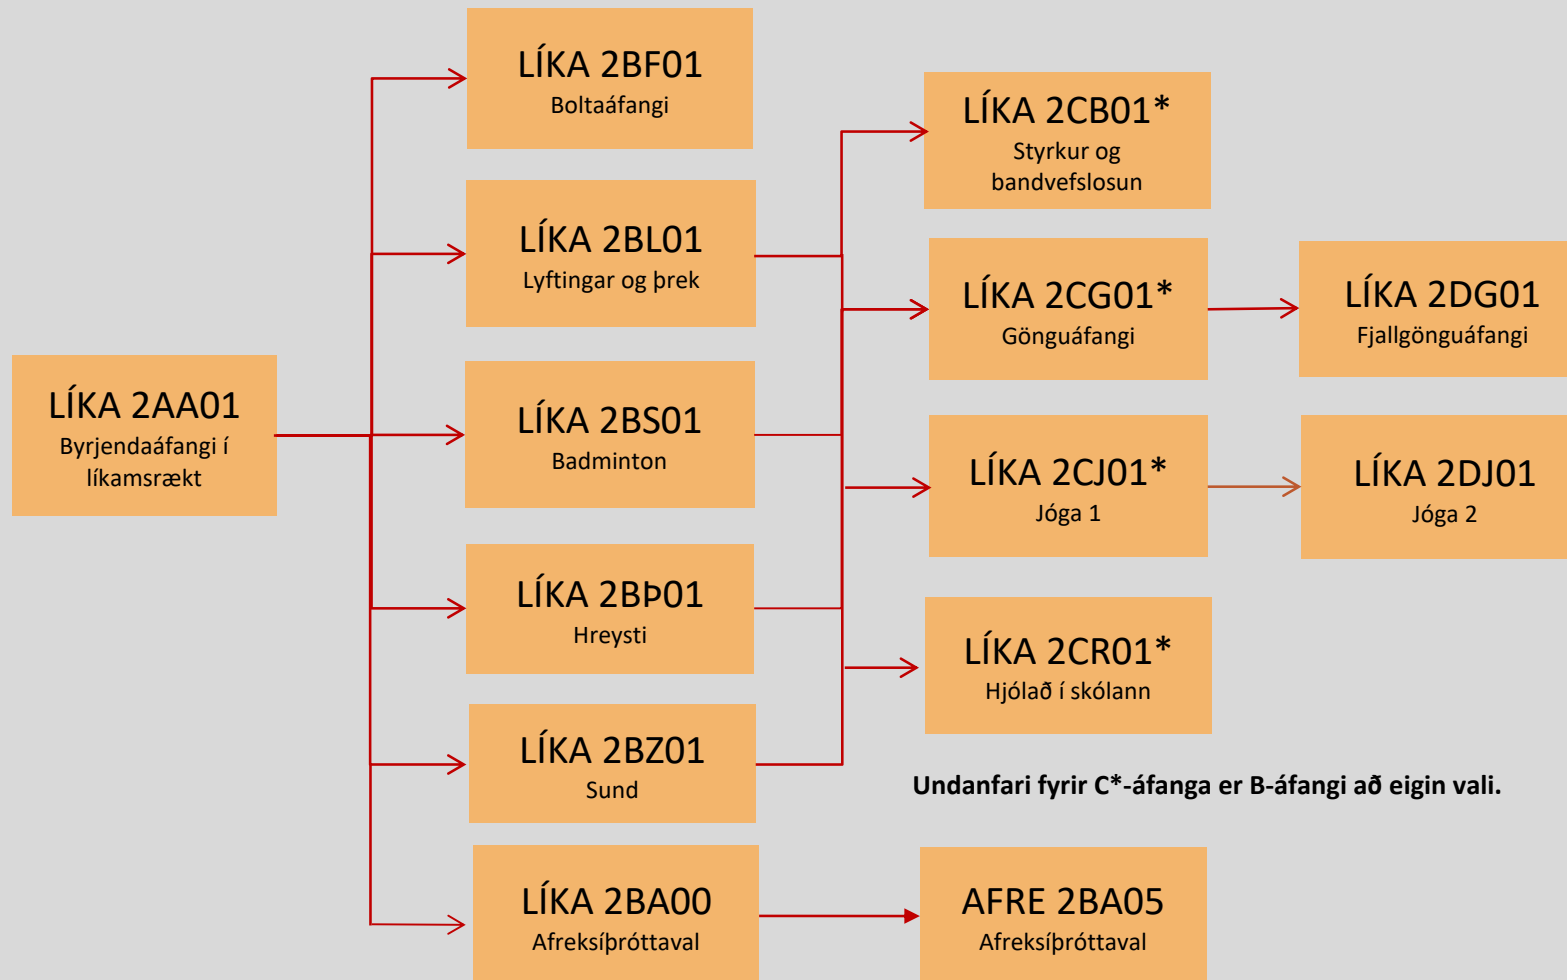 LÍKA 2AA01
Byrjendaáfangi í
líkamsrækt
LÍKA 2BF01
Boltaáfangi
LÍKA 2BL01
Lyftingar og þrek
LÍKA 2BS01
Badminton
LÍKA 2BÞ01
Hreysti
LÍKA 2BZ01
Sund
LÍKA 2BA00
Afreksíþróttaval
LÍKA 2CB01*
Styrkur og
bandvefslosun
LÍKA 2CG01*
Gönguáfangi
LÍKA 2CJ01*
Jóga 1
LÍKA 2CR01*
Hjólað í skólann
Undanfari fyrir C*-áfanga er B-áfangi að eigin vali.
AFRE 2BA05
Afreksíþróttaval
LÍKA 2DG01
Fjallgönguáfangi
LÍKA 2DJ01
Jóga 2